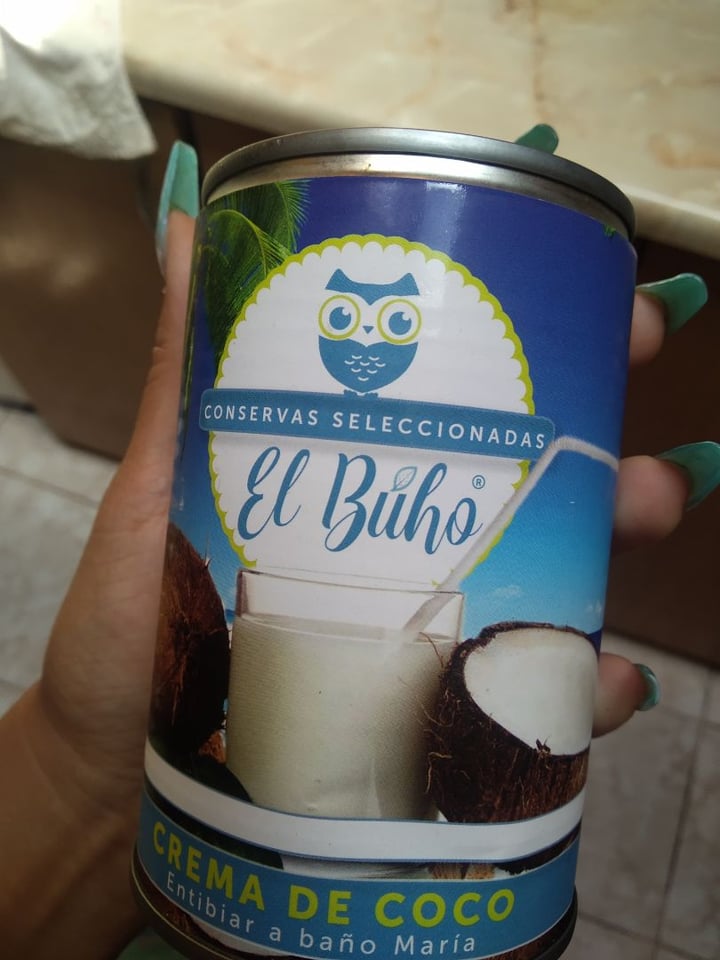 CONSERVAS SELECCIONADAS
El Búho®
CREMA DE COCO
Entibiar a baño María